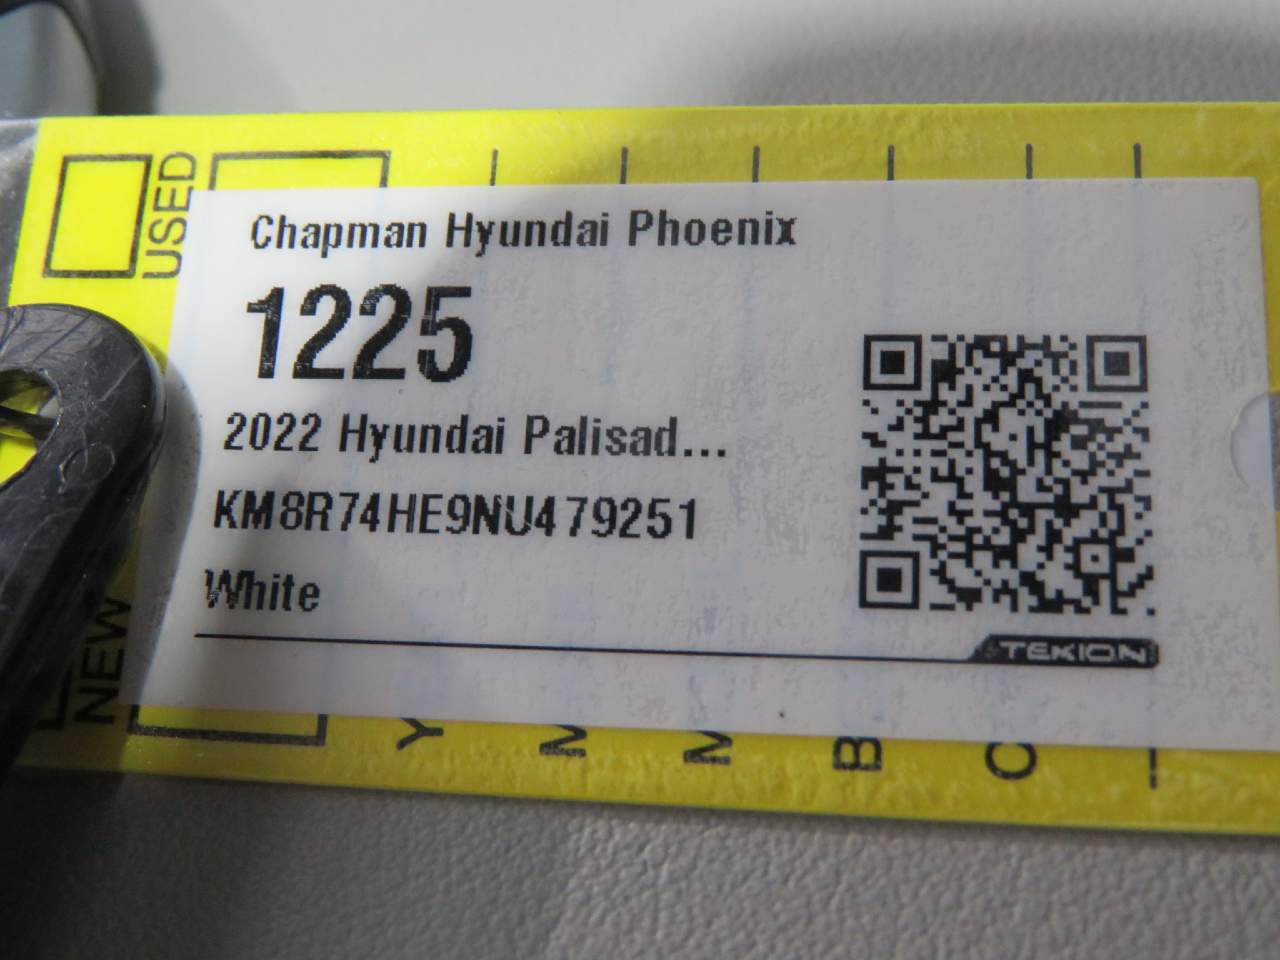 USED
Chapman Hyundai Phoenix
1225
2022 Hyundai Palisad...
KM8R74HE9NU479251
White
TEKION
NEW
Y
M
M
B
C